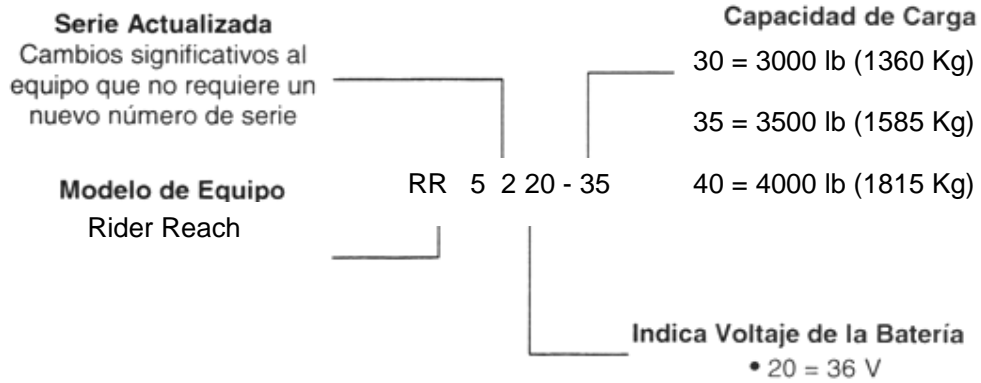 Serie Actualizada
Cambios significativos al
equipo que no requiere un
nuevo número de serie
Capacidad de Carga
30 = 3000 lb (1360 Kg)
35 = 3500 lb (1585 Kg)
40 = 4000 lb (1815 Kg)
RR 5 2 20 - 35
Modelo de Equipo
Rider Reach
Indica Voltaje de la Batería
• 20 = 36 V